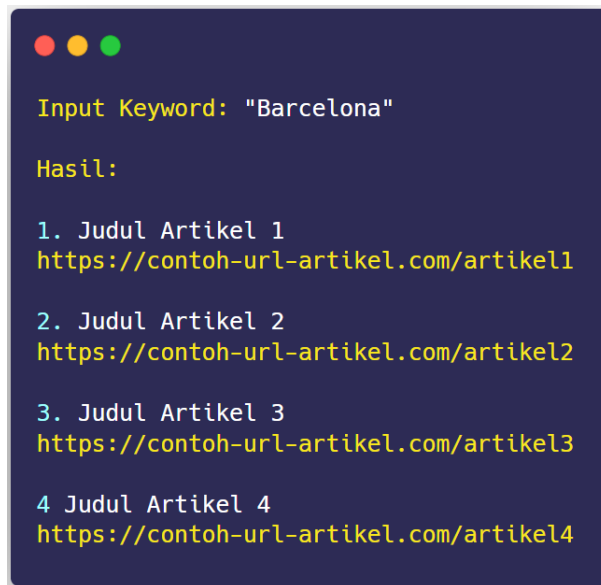 Input Keyword: "Barcelona"
Hasil:
1. Judul Artikel 1
https://contoh-url-artikel.com/artikel1
2. Judul Artikel 2
https://contoh-url-artikel.com/artikel2
3. Judul Artikel 3
https://contoh-url-artikel.com/artikel3
4 Judul Artikel 4
https://contoh-url-artikel.com/artikel4